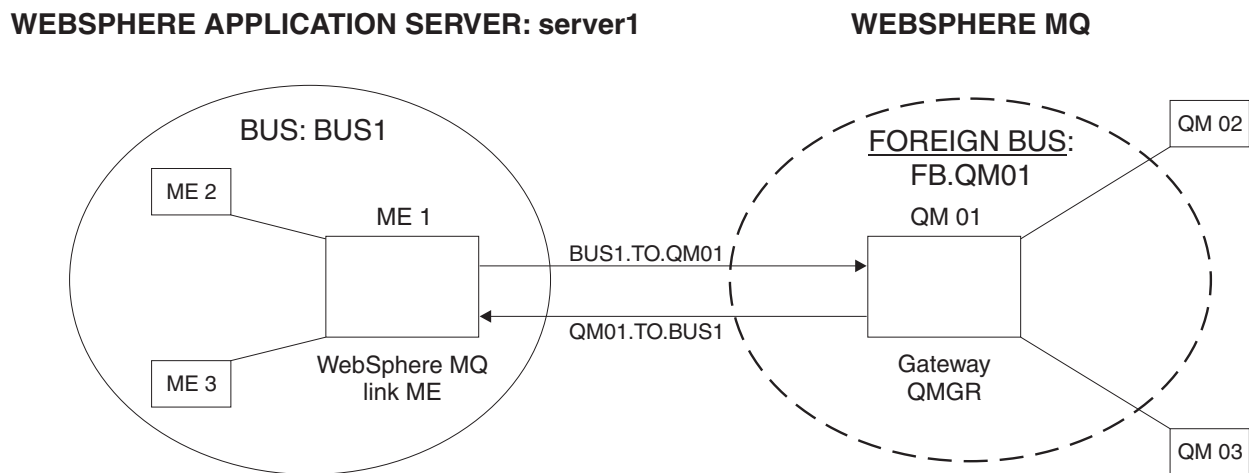 WEBSPHERE APPLICATION SERVER: server1
WEBSPHERE MQ
BUS: BUS1
ME 2
ME 1
ME 3
WebSphere MQ
link ME
BUS1.TO.QM01
QM01.TO.BUS1
FOREIGN BUS:
FB.QM01
QM 01
Gateway
QMGR
QM 02
QM 03